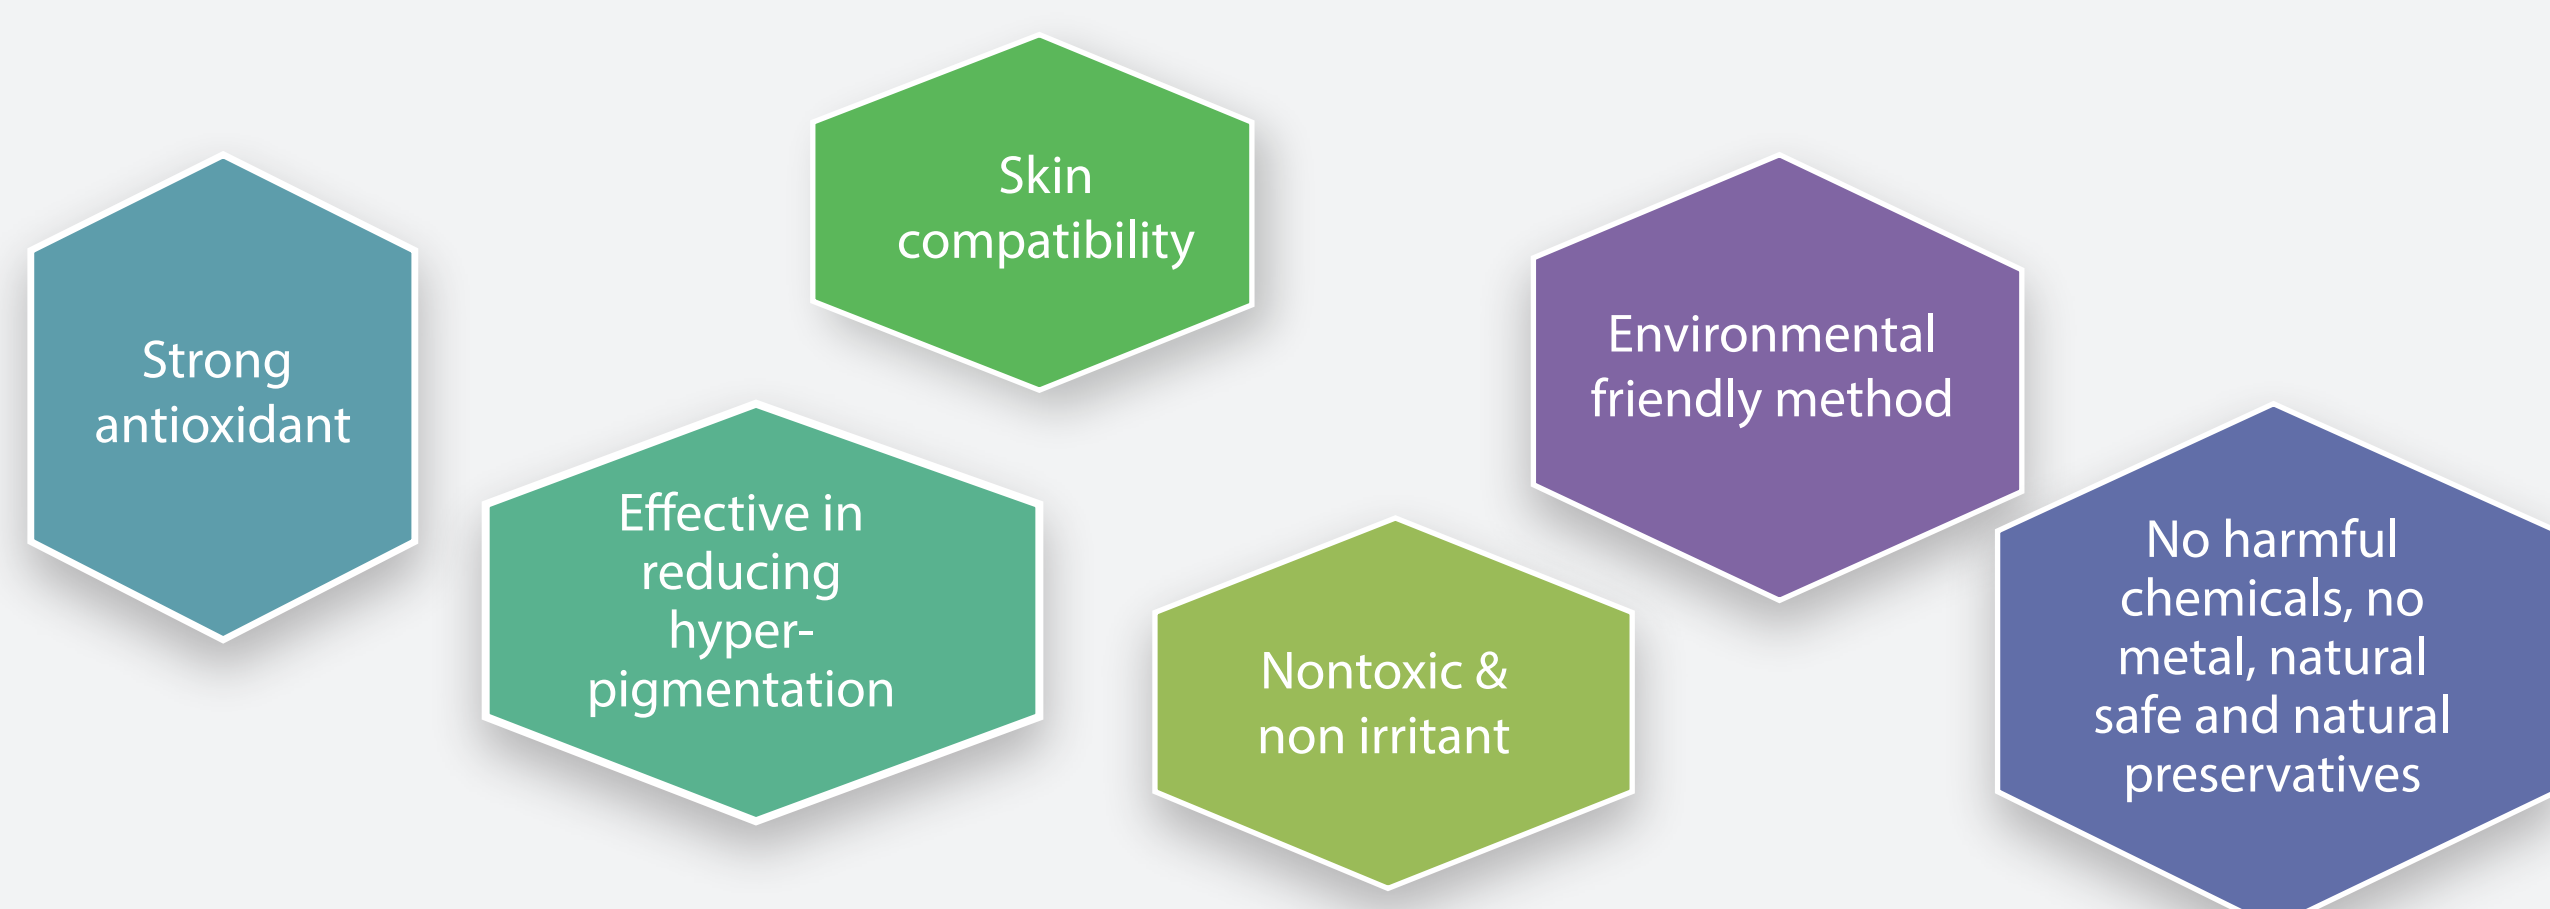 Strong
antioxidant
Effective in
reducing
hyper-
pigmentation
Skin
compatibility
Nontoxic &
non irritant
Environmental
friendly method
No harmful
chemicals, no
metal, natural
safe and natural
preservatives